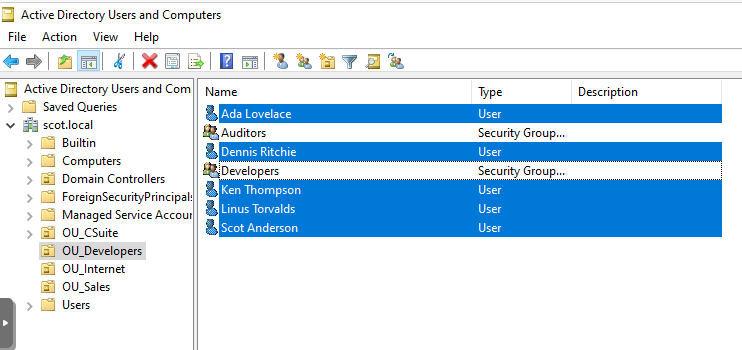 Active Directory Users and Computers
File Action View Help
Active Directory Users and Com
Saved Queries
scot.local
Builtin
Computers
Domain Controllers
ForeignSecurityPrincipals
Managed Service Accour
OU_CSuite
OU_Developers
OU_Internet
OU_Sales
Users
Name Type Description
Ada Lovelace User
Auditors Security Group...
Dennis Ritchie User
Developers Security Group...
Ken Thompson User
Linus Torvalds User
Scot Anderson User